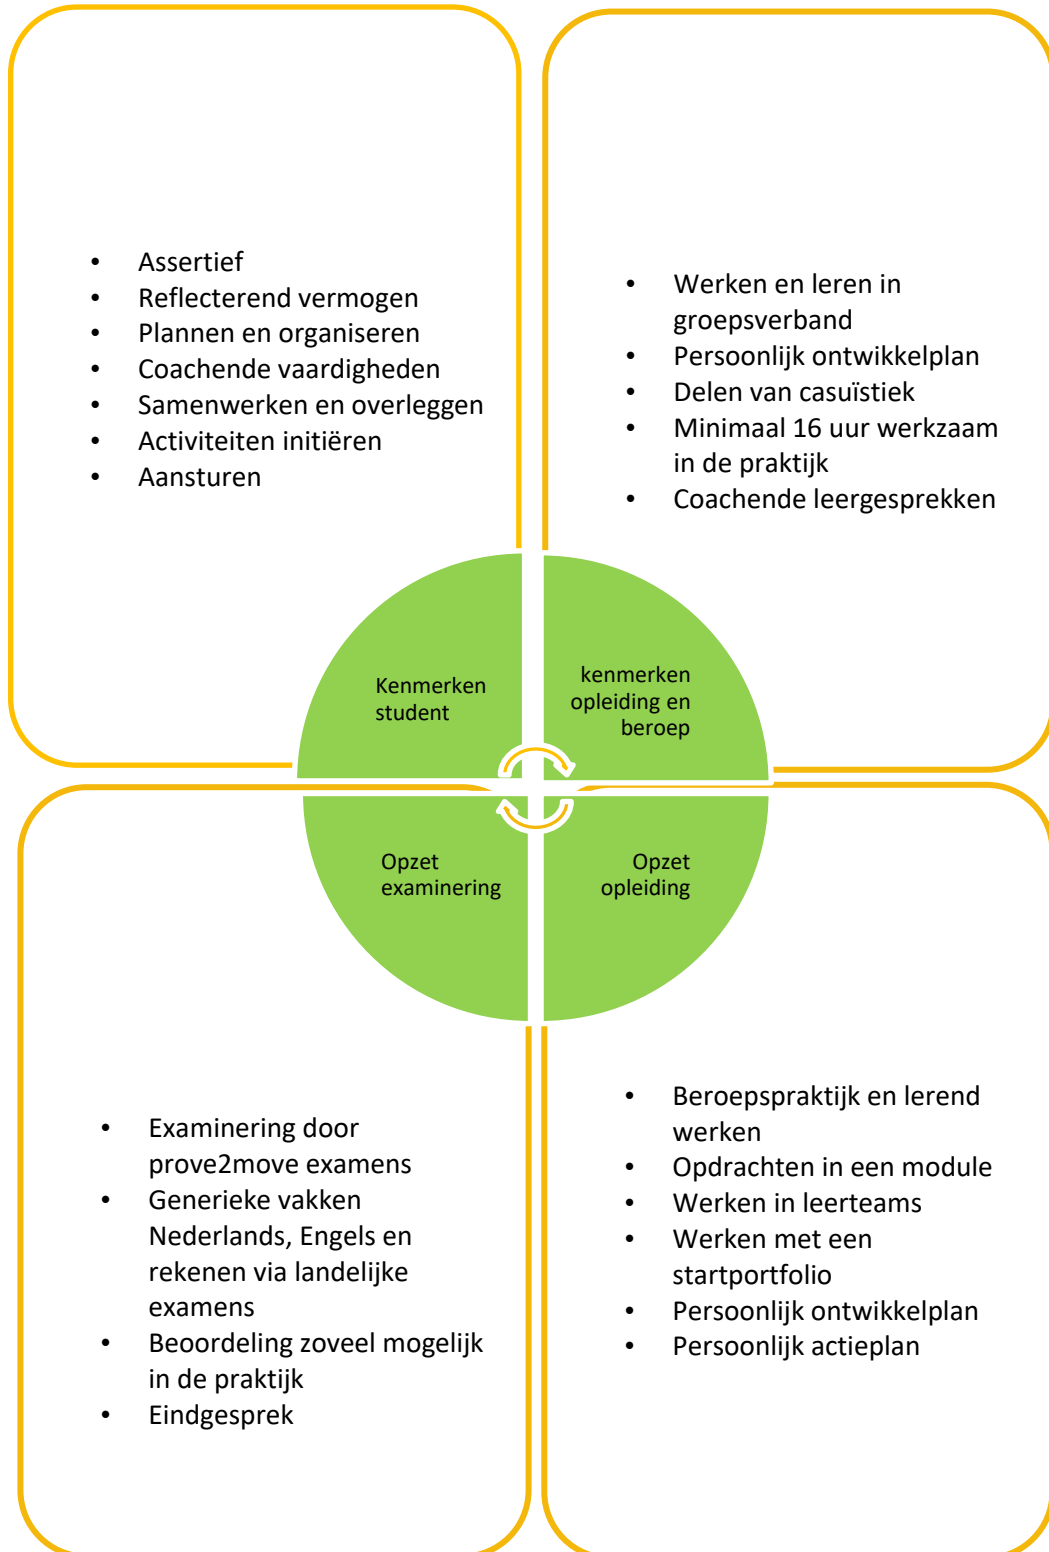 • Assertief
• Reflecterend vermogen
• Plannen en organiseren
• Coachende vaardigheden
• Samenwerken en overleggen
• Activiteiten initiëren
• Aansturen
• Werken en leren in
groepsverband
• Persoonlijk ontwikkelplan
• Delen van casuïstiek
• Minimaal 16 uur werkzaam
in de praktijk
• Coachende leergesprekken
Kenmerken
student
kenmerken
opleiding en
beroep
Opzet
examinering
Opzet
opleiding
• Examinering door
prove2move examens
• Generieke vakken
Nederlands, Engels en
rekenen via landelijke
examens
• Beoordeling zoveel mogelijk
in de praktijk
• Eindgesprek
• Beroepspraktijk en lerend
werken
• Opdrachten in een module
• Werken in leerteams
• Werken met een
startportfolio
• Persoonlijk ontwikkelplan
• Persoonlijk actieplan